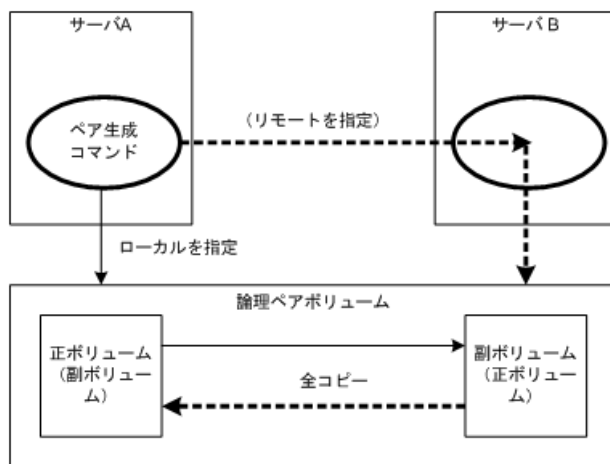 サーバA
サーバB
ペア生成
コマンド
（リモートを指定）
ローカルを指定
論理ペアボリューム
正ボリューム
（副ボリュー
ム）
全コピー
副ボリューム
（正ボリュー
ム）